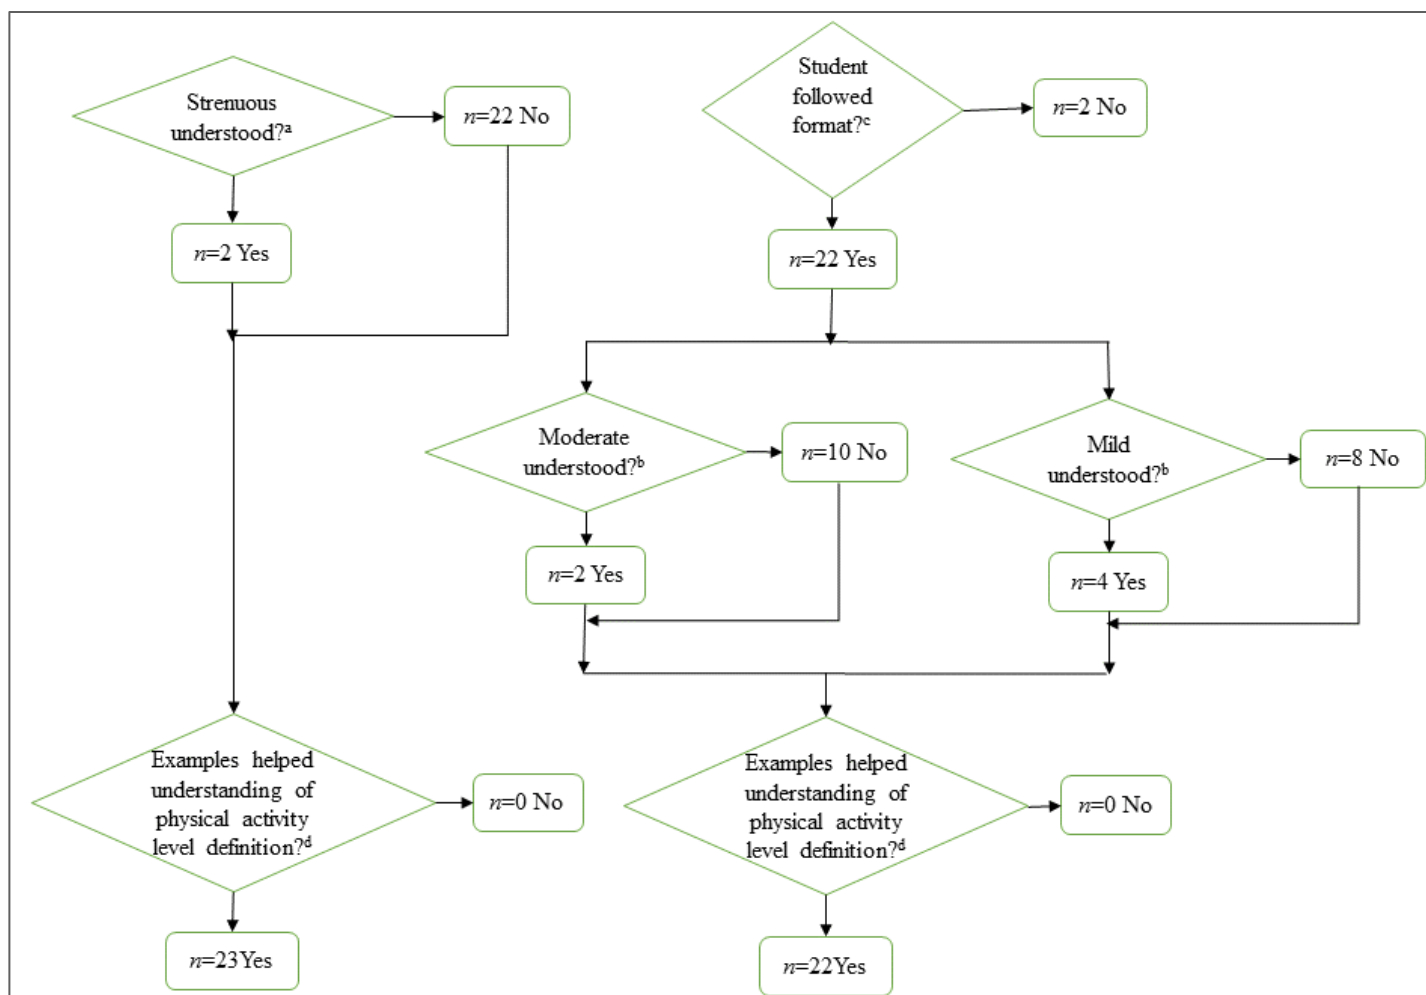 Strenuous
understood?ᵃ
n=22 No
n=2 Yes
Student
followed
format?ᶜ
n=2 No
n=22 Yes
Moderate
understood?ᵇ
n=10 No
n=2 Yes
Mild
understood?ᵇ
n=8 No
n=4 Yes
Examples helped
understanding of
physical activity
level definition?ᵈ
n=0 No
n=23Yes
Examples helped
understanding of
physical activity
level definition?ᵈ
n=0 No
n=22Yes